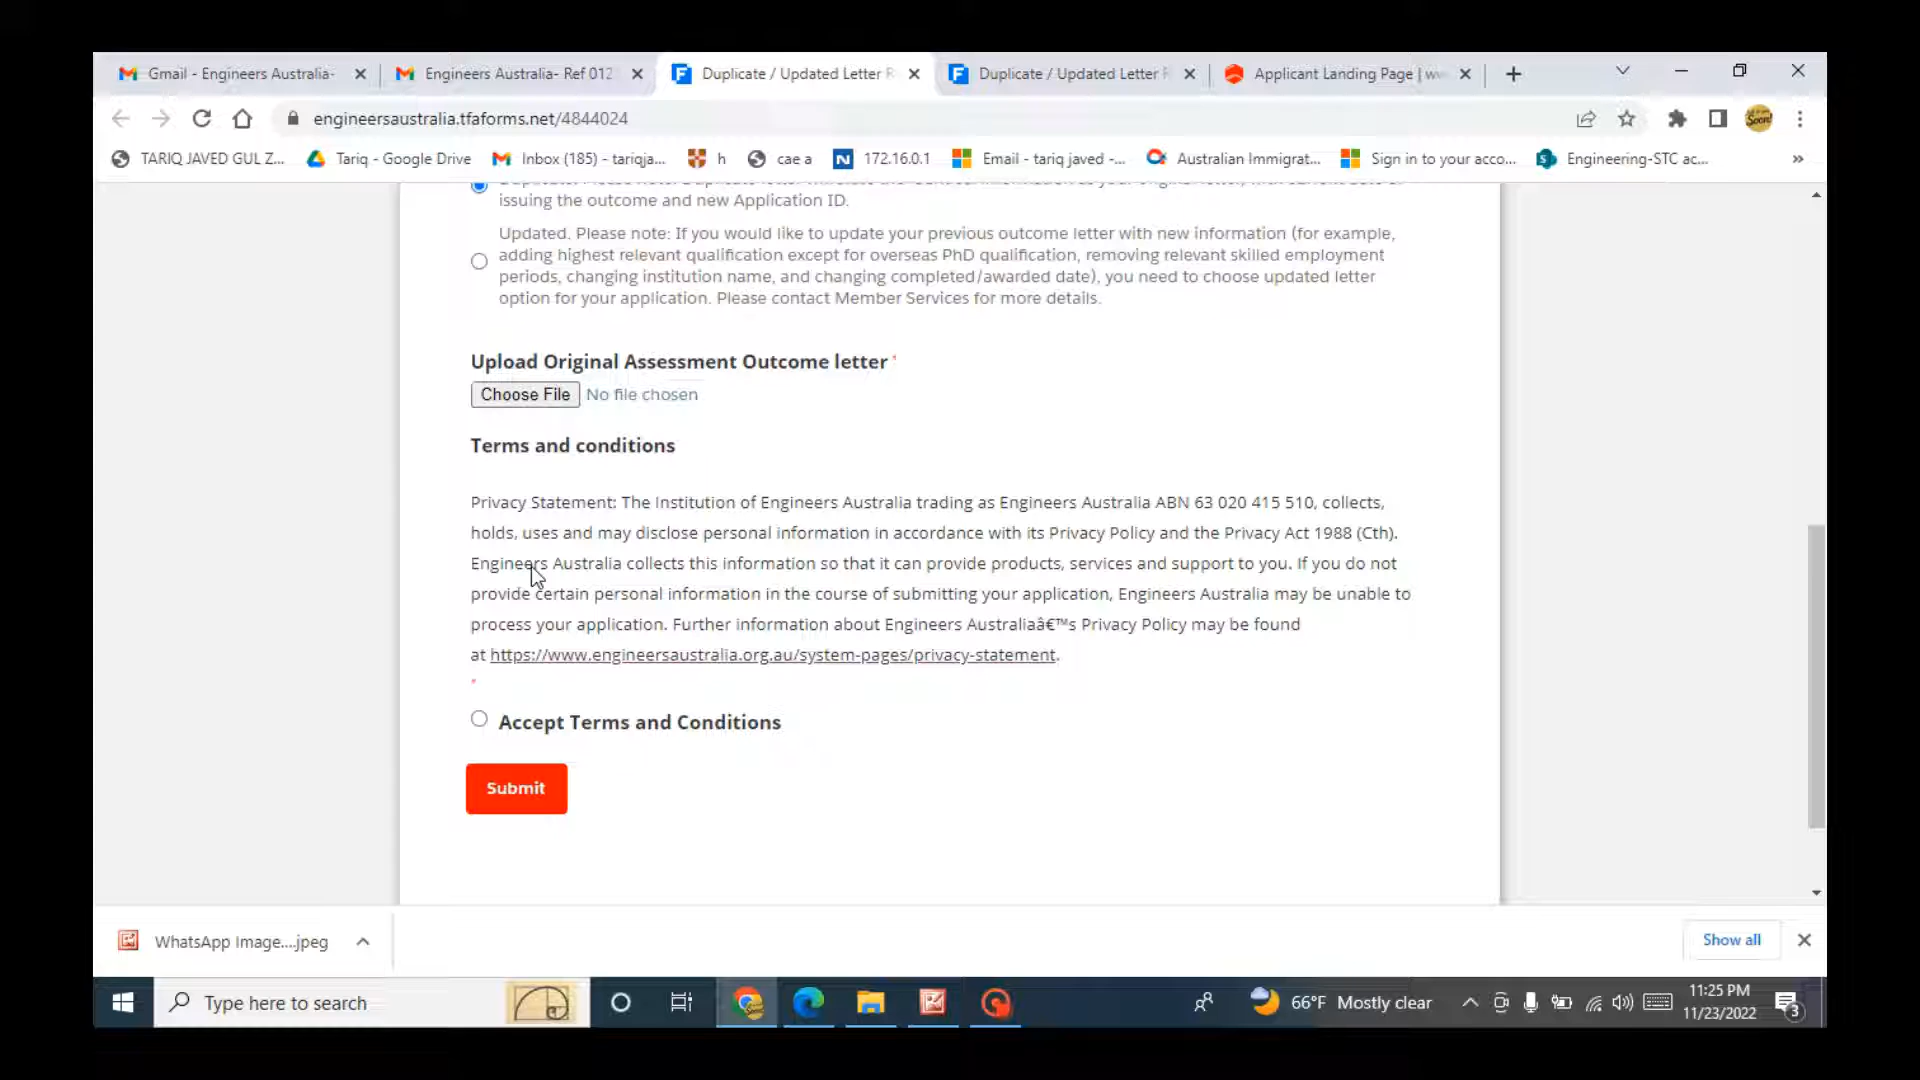 Gmail - Engineers Australia-
Engineers Australia- Ref 012
Duplicate / Updated Letter R
Duplicate / Updated Letter R
Applicant Landing Page | w
engineersaustralia.tfaforms.net/4844024
TARIQ JAVED GUL Z...
Tariq - Google Drive
Inbox (185) - tariqja...
h
cae a
172.16.0.1
Email - tariq javed -...
Australian Immigrat...
Sign in to your acco...
Engineering-STC ac...
»
issuing the outcome and new Application ID.
Updated. Please note: If you would like to update your previous outcome letter with new information (for example,
adding highest relevant qualification except for overseas PhD qualification, removing relevant skilled employment
periods, changing institution name, and changing completed/awarded date), you need to choose updated letter
option for your application. Please contact Member Services for more details.
Upload Original Assessment Outcome letter *
Choose File No file chosen
Terms and conditions
Privacy Statement: The Institution of Engineers Australia trading as Engineers Australia ABN 63 020 415 510, collects,
holds, uses and may disclose personal information in accordance with its Privacy Policy and the Privacy Act 1988 (Cth).
Engineers Australia collects this information so that it can provide products, services and support to you. If you do not
provide certain personal information in the course of submitting your application, Engineers Australia may be unable to
process your application. Further information about Engineers Australiaâ€™s Privacy Policy may be found
at https://www.engineersaustralia.org.au/system-pages/privacy-statement.
*
Accept Terms and Conditions
Submit
WhatsApp Image....jpeg
Show all
Type here to search
66°F Mostly clear
11:25 PM
11/23/2022
3